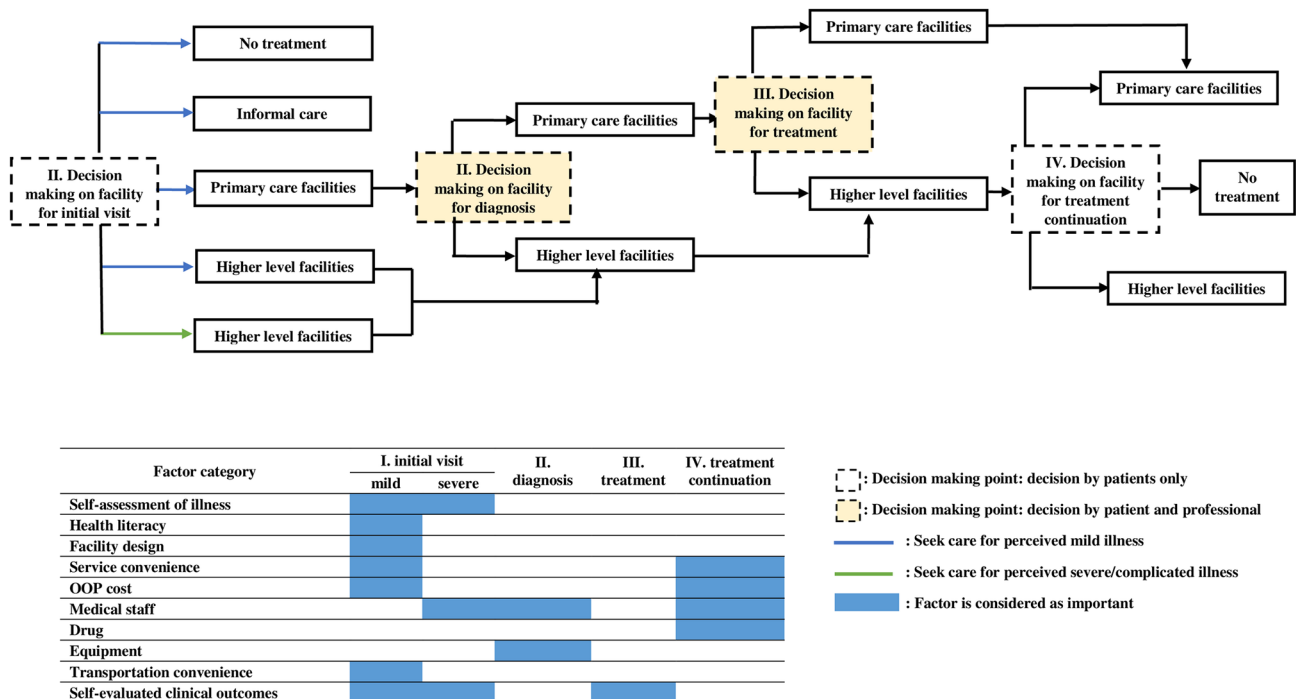 No treatment
Informal care
II. Decision
making on facility
for initial visit
Primary care facilities
Higher level facilities
Higher level facilities
II. Decision
making on facility
for diagnosis
Primary care facilities
Higher level facilities
III. Decision
making on facility
for treatment
Primary care facilities
Higher level facilities
IV. Decision
making on facility
for treatment
continuation
Primary care facilities
No
treatment
Higher level facilities
Factor category
I. initial visit
mild
severe
II.
diagnosis
III.
treatment
IV. treatment
continuation
Self-assessment of illness
Health literacy
Facility design
Service convenience
OOP cost
Medical staff
Drug
Equipment
Transportation convenience
Self-evaluated clinical outcomes
: Decision making point: decision by patients only
: Decision making point: decision by patient and professional
: Seek care for perceived mild illness
: Seek care for perceived severe/complicated illness
: Factor is considered as important